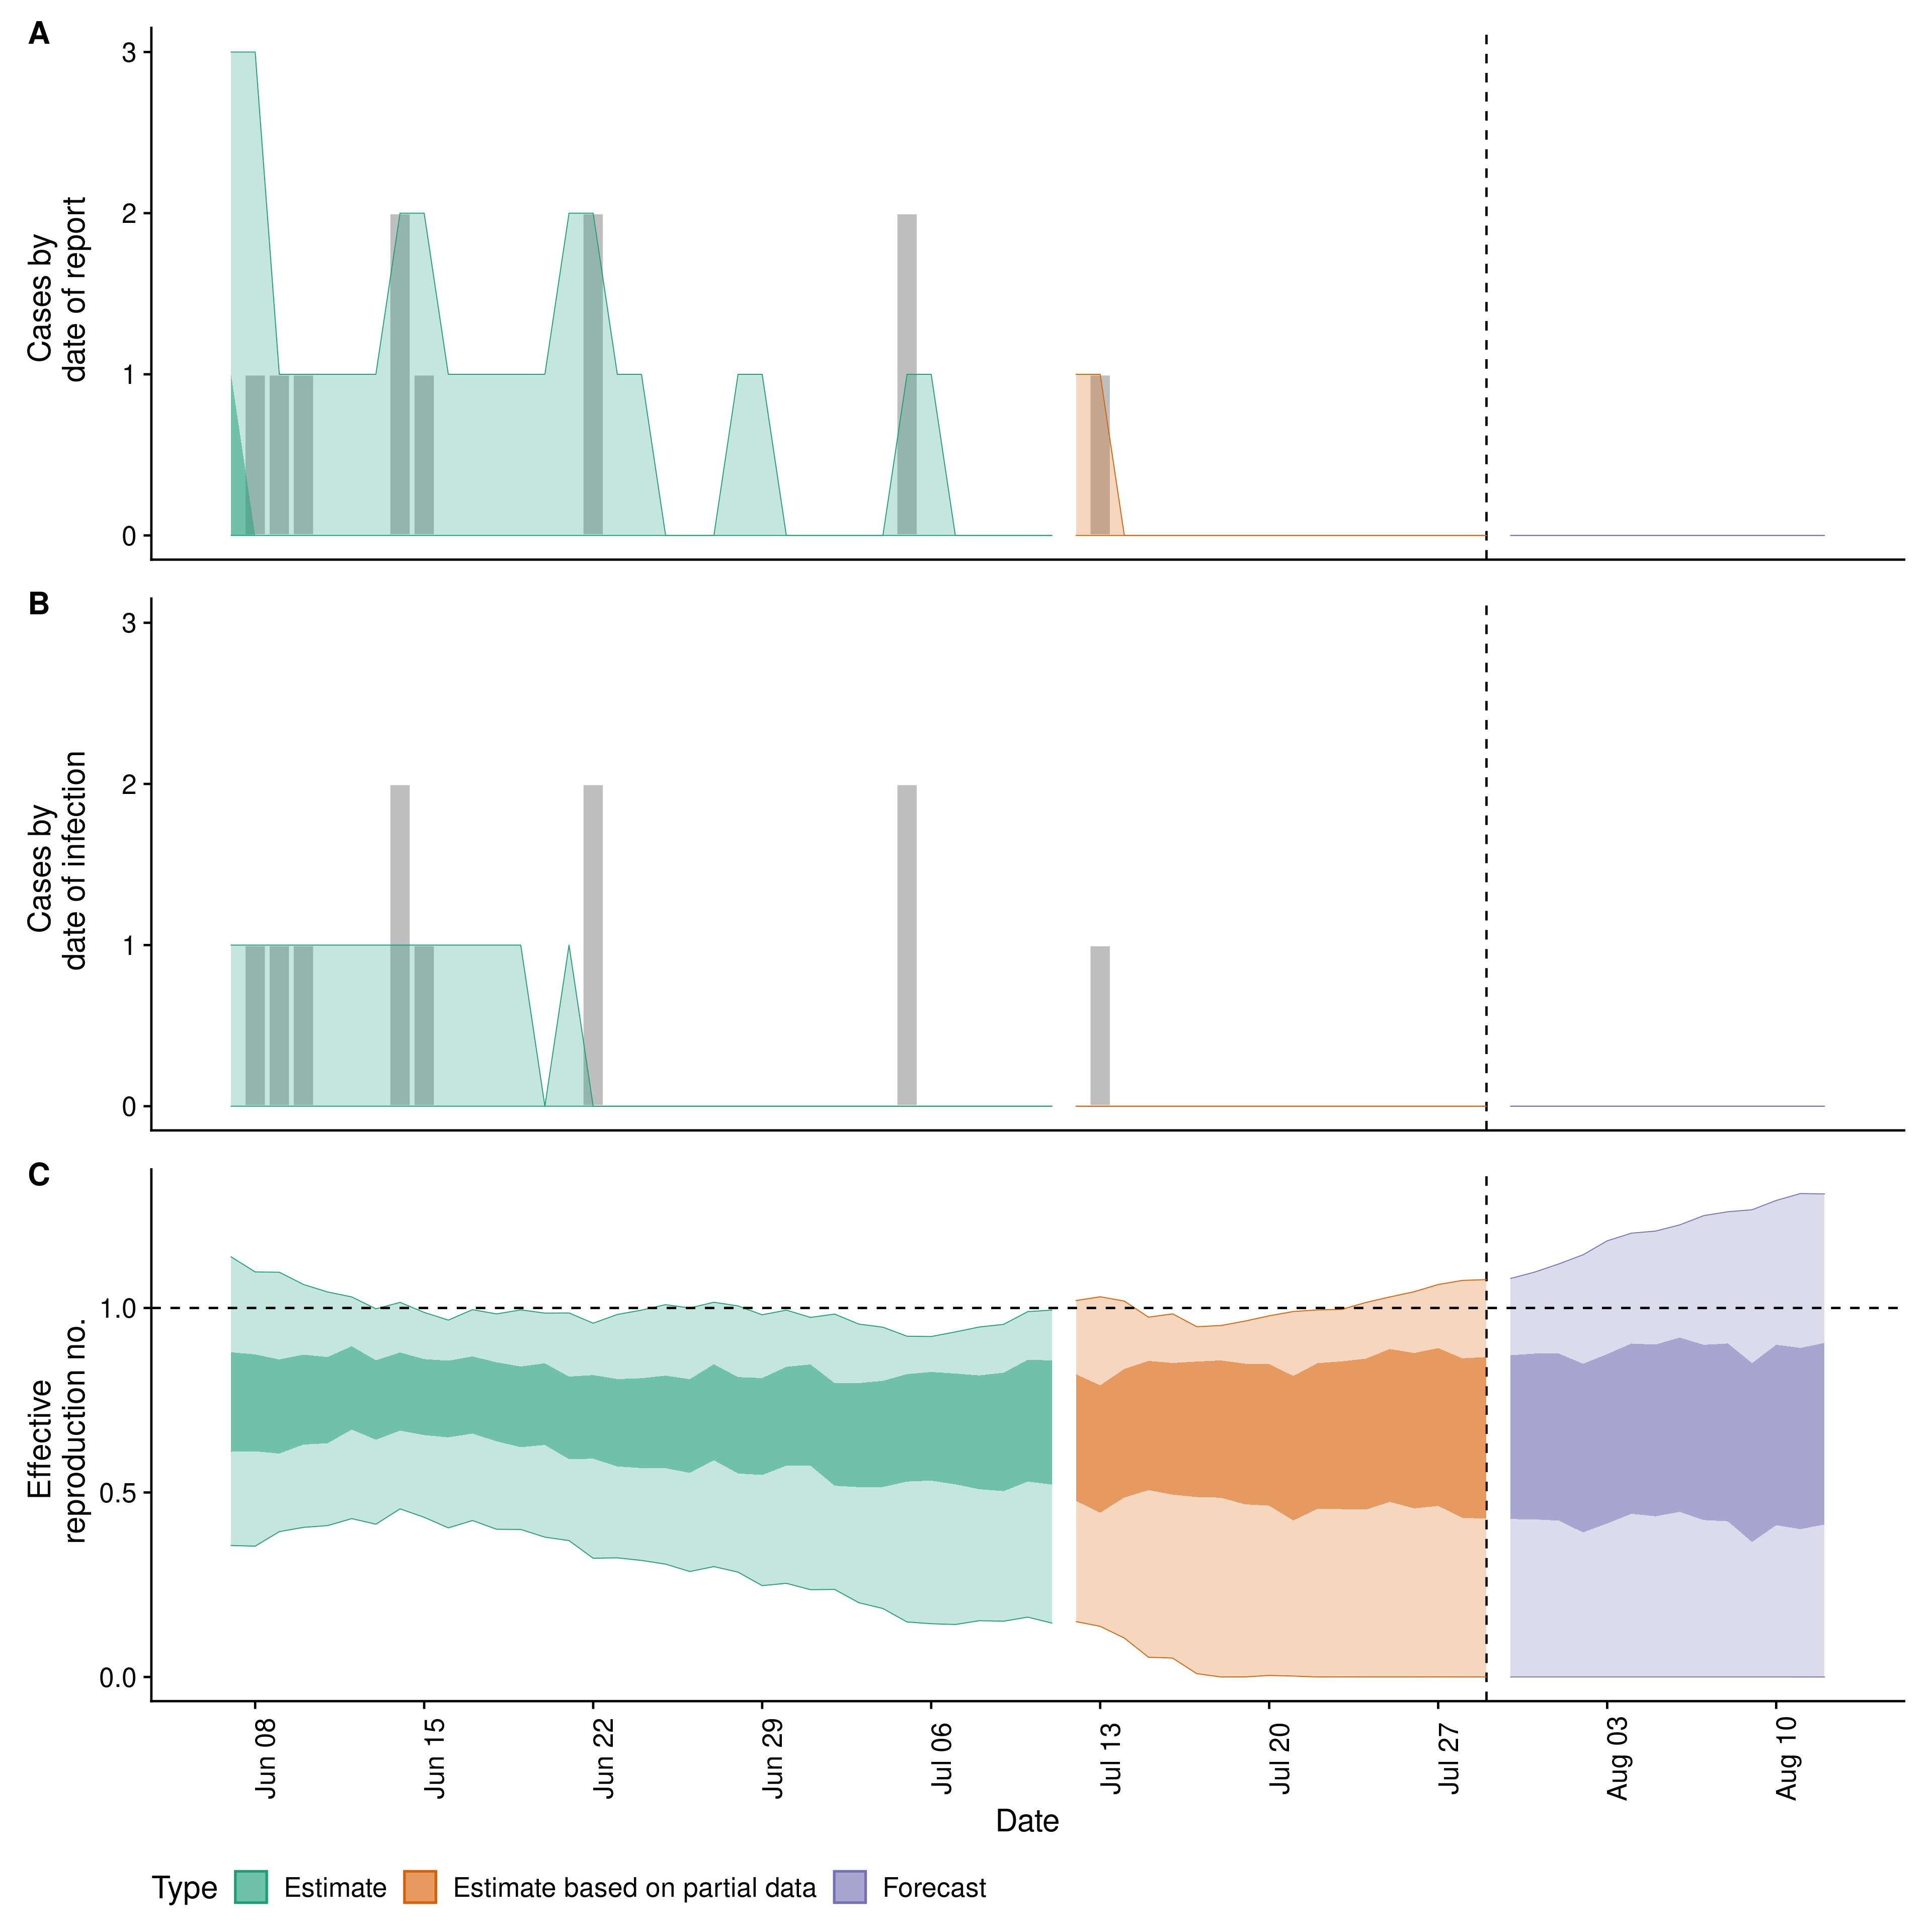 A
Cases by
date of report
3
2
1
0
B
Cases by
date of infection
3
2
1
0
C
Effective
reproduction no.
1.0
0.5
0.0
Jun 08
Jun 15
Jun 22
Jun 29
Jul 06
Jul 13
Jul 20
Jul 27
Aug 03
Aug 10
Date
Type Estimate Estimate based on partial data Forecast